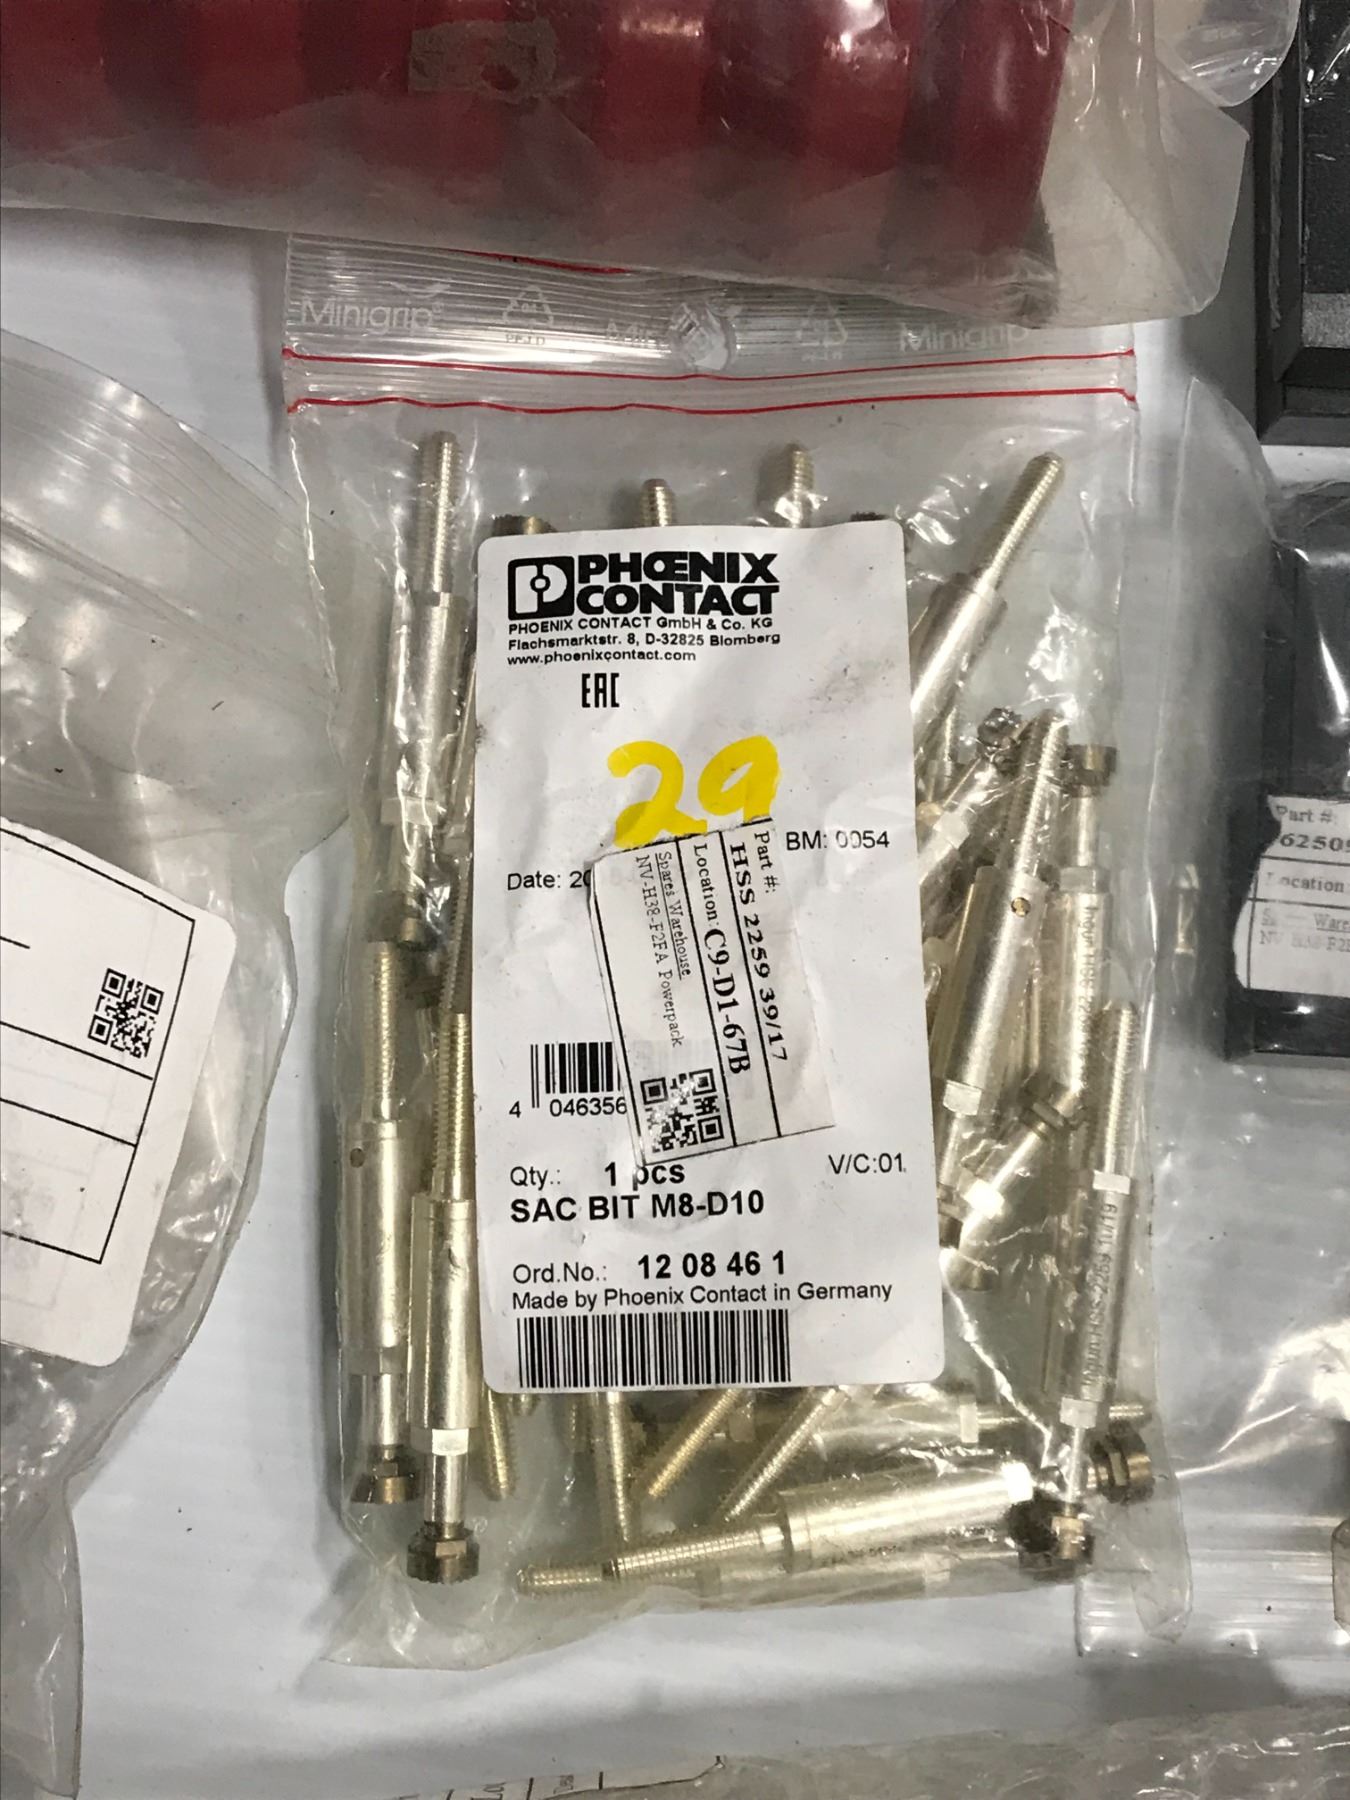 Minigrip
Minigrip
PHŒNIX
CONTACT
PHOENIX CONTACT GmbH & Co. KG
Flachsmarktstr. 8, D-32825 Blomberg
www.phoenixcontact.com
EAC
29
BM: 0054
Date: 20
Part #:
HSS 2259 39/17
Location: C9-D1-67B
Spares Warehouse
NV-H38-F2FA Powerpack
4 046356
Qty.: 1 pcs
V/C:01
SAC BIT M8-D10
Ord.No.: 12 08 46 1
Made by Phoenix Contact in Germany
Part #:
Location